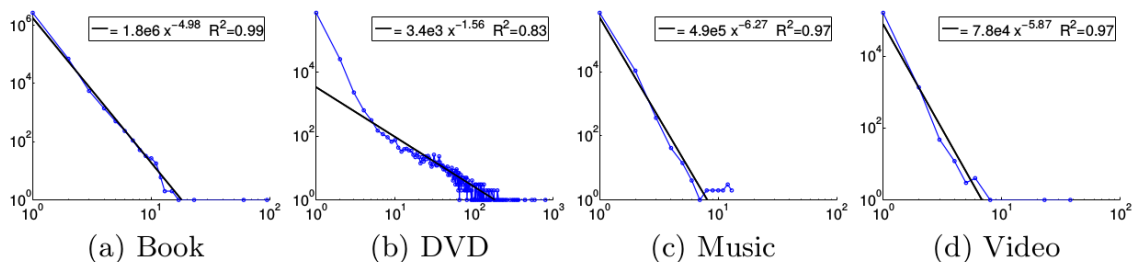 = 1.8e6 x^-4.98 R^2=0.99
10^6
10^4
10^2
10^0
10^0 10^1 10^2
(a) Book
= 3.4e3 x^-1.56 R^2=0.83
10^4
10^2
10^0
10^0 10^1 10^2 10^3
(b) DVD
= 4.9e5 x^-6.27 R^2=0.97
10^4
10^2
10^0
10^0 10^1 10^2
(c) Music
= 7.8e4 x^-5.87 R^2=0.97
10^4
10^2
10^0
10^0 10^1 10^2
(d) Video